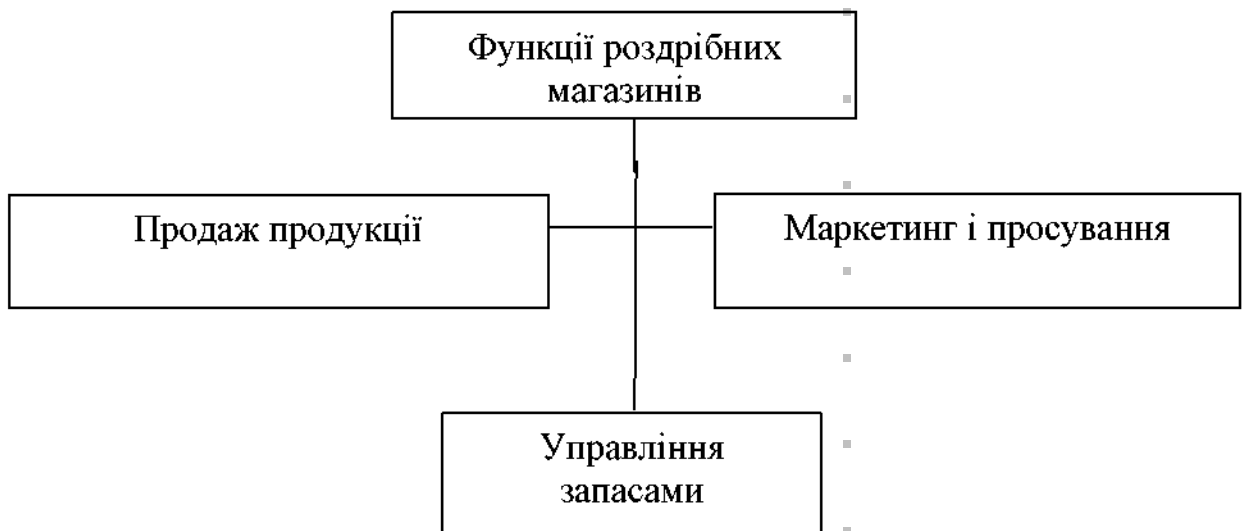 Функції роздрібних
магазинів
Продаж продукції
Маркетинг і просування
Управління
запасами